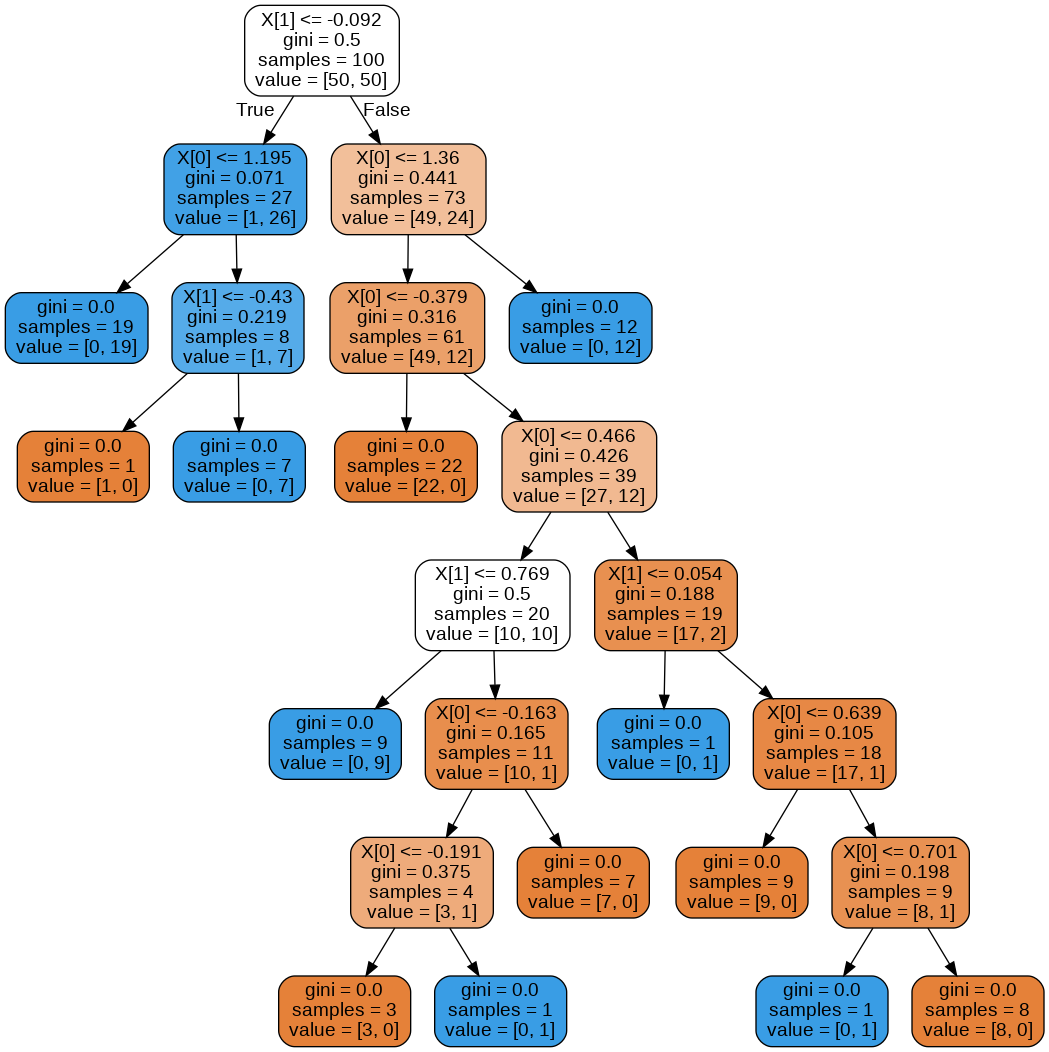 X[1] <= -0.092
gini = 0.5
samples = 100
value = [50, 50]
True
False
X[0] <= 1.195
gini = 0.071
samples = 27
value = [1, 26]
X[0] <= 1.36
gini = 0.441
samples = 73
value = [49, 24]
gini = 0.0
samples = 19
value = [0, 19]
X[1] <= -0.43
gini = 0.219
samples = 8
value = [1, 7]
X[0] <= -0.379
gini = 0.316
samples = 61
value = [49, 12]
gini = 0.0
samples = 12
value = [0, 12]
gini = 0.0
samples = 1
value = [1, 0]
gini = 0.0
samples = 7
value = [0, 7]
gini = 0.0
samples = 22
value = [22, 0]
X[0] <= 0.466
gini = 0.426
samples = 39
value = [27, 12]
X[1] <= 0.769
gini = 0.5
samples = 20
value = [10, 10]
X[1] <= 0.054
gini = 0.188
samples = 19
value = [17, 2]
gini = 0.0
samples = 9
value = [0, 9]
X[0] <= -0.163
gini = 0.165
samples = 11
value = [10, 1]
gini = 0.0
samples = 1
value = [0, 1]
X[0] <= 0.639
gini = 0.105
samples = 18
value = [17, 1]
X[0] <= -0.191
gini = 0.375
samples = 4
value = [3, 1]
gini = 0.0
samples = 7
value = [7, 0]
gini = 0.0
samples = 9
value = [9, 0]
X[0] <= 0.701
gini = 0.198
samples = 9
value = [8, 1]
gini = 0.0
samples = 3
value = [3, 0]
gini = 0.0
samples = 1
value = [0, 1]
gini = 0.0
samples = 1
value = [0, 1]
gini = 0.0
samples = 8
value = [8, 0]